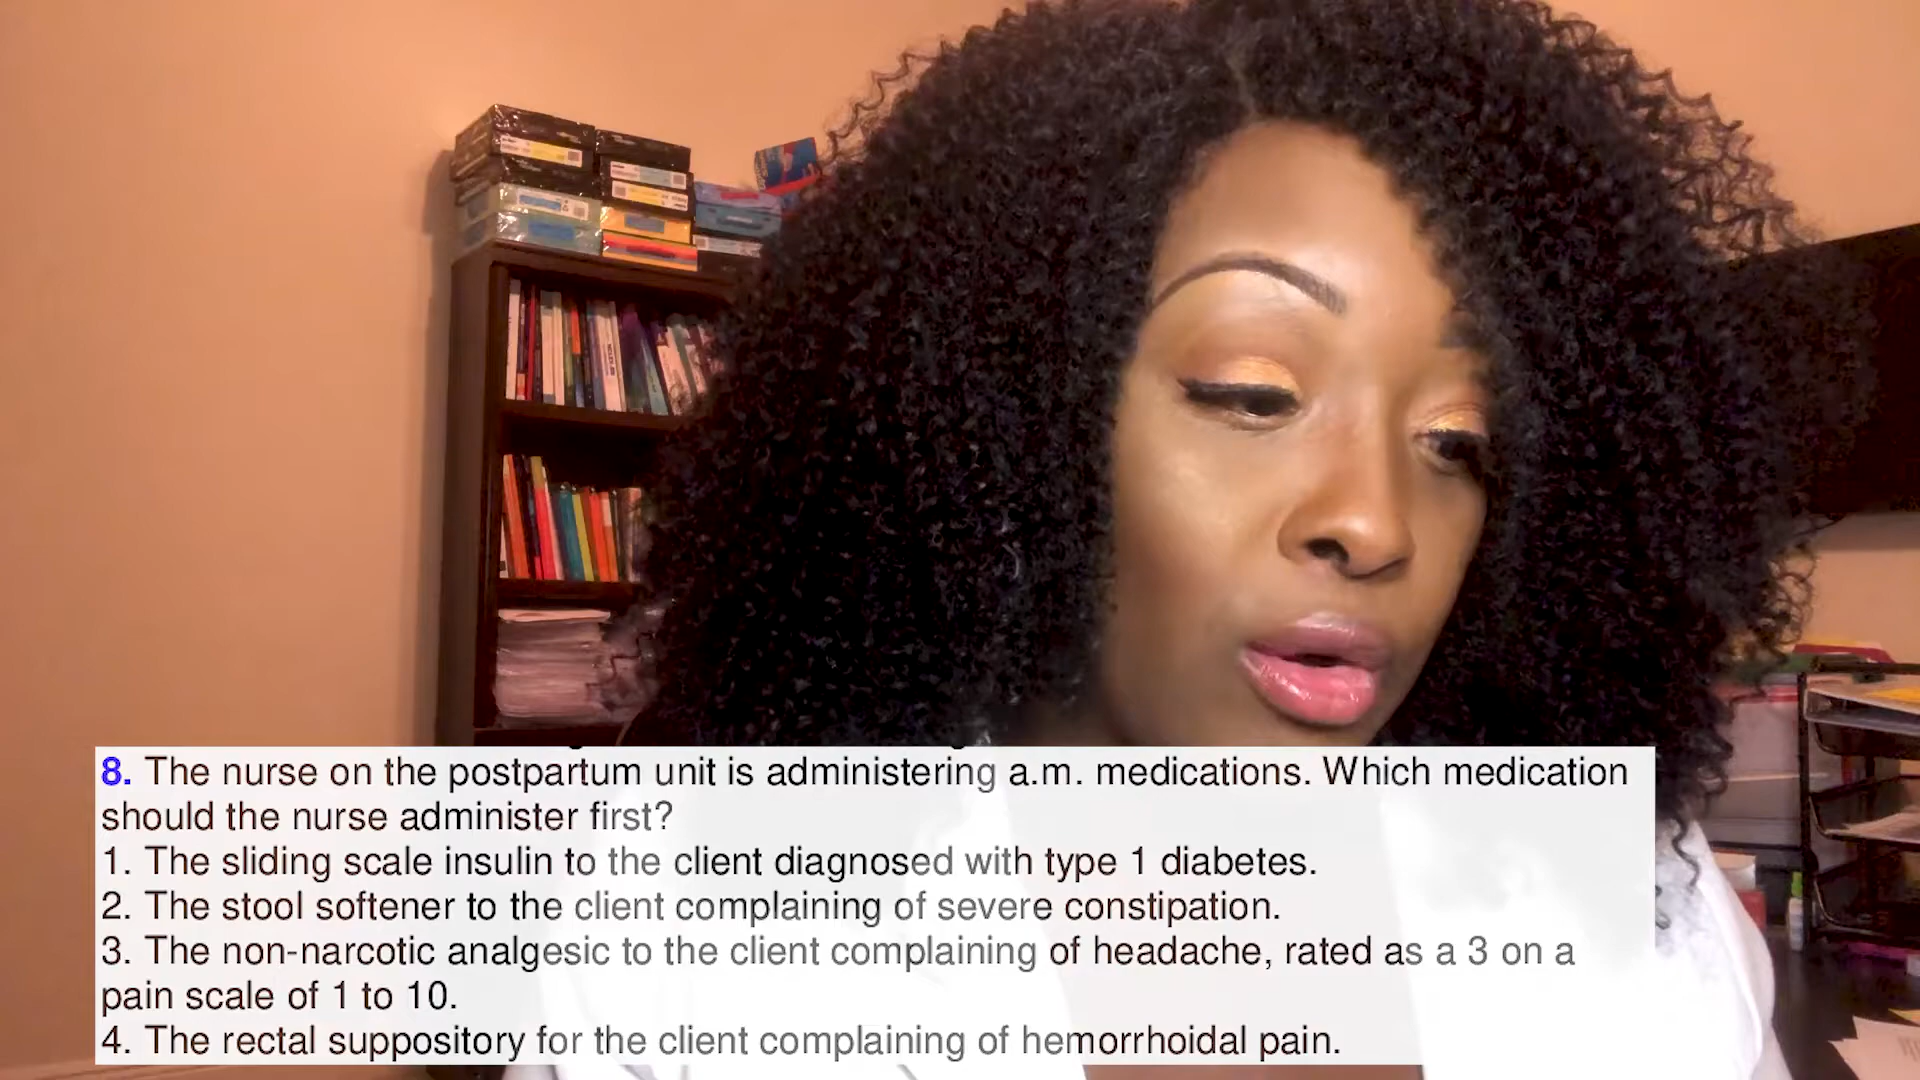 8. The nurse on the postpartum unit is administering a.m. medications. Which medication
should the nurse administer first?
1. The sliding scale insulin to the client diagnosed with type 1 diabetes.
2. The stool softener to the client complaining of severe constipation.
3. The non-narcotic analgesic to the client complaining of headache, rated as a 3 on a
pain scale of 1 to 10.
4. The rectal suppository for the client complaining of hemorrhoidal pain.